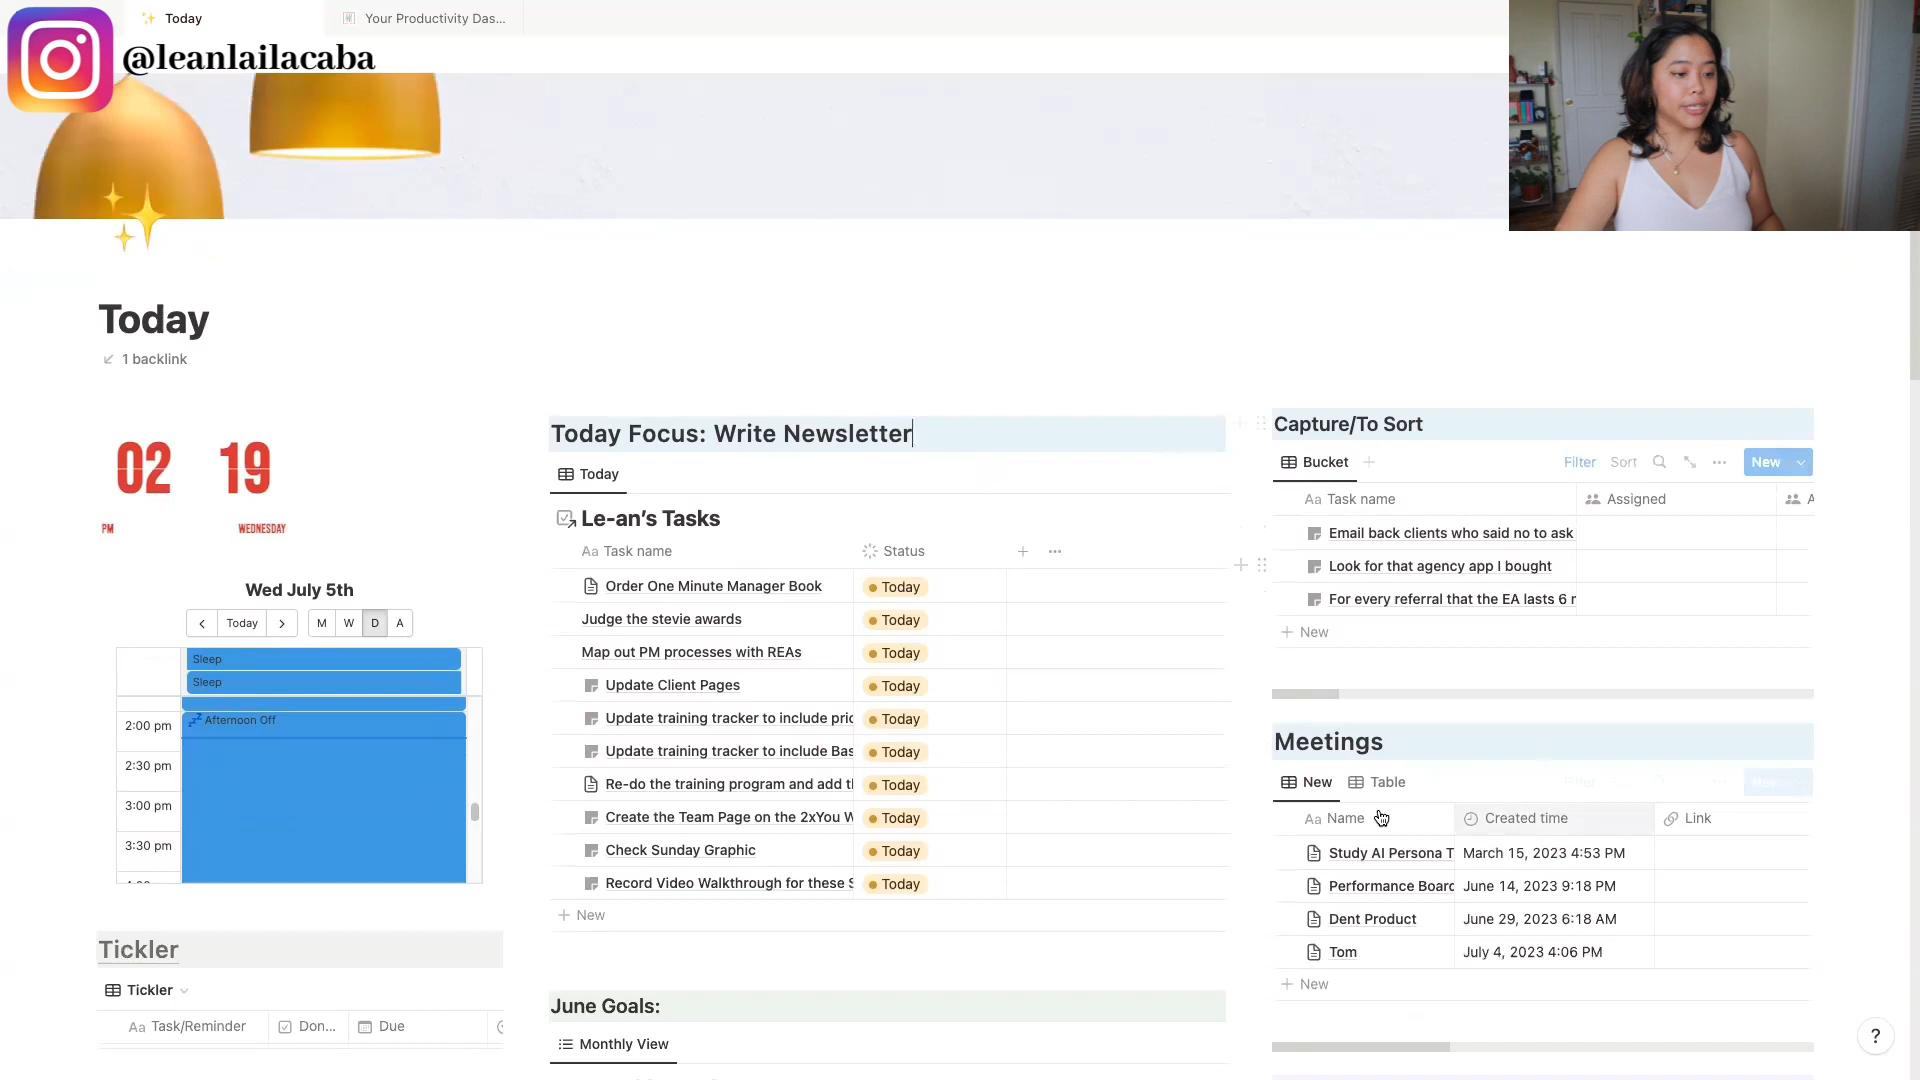 Today
Your Productivity Das...
@leanlailacaba
Today
1 backlink
02 19
PM WEDNESDAY
Wed July 5th
Today
M W D A
Sleep
Sleep
2:00 pm
Afternoon Off
2:30 pm
3:00 pm
3:30 pm
Tickler
Tickler
Aa Task/Reminder Don... Due
Today Focus: Write Newsletter
Today
Le-an's Tasks
Aa Task name Status
Order One Minute Manager Book Today
Judge the stevie awards Today
Map out PM processes with REAs Today
Update Client Pages Today
Update training tracker to include pric Today
Update training tracker to include Bas Today
Re-do the training program and add tl Today
Create the Team Page on the 2xYou W Today
Check Sunday Graphic Today
Record Video Walkthrough for these S Today
+ New
June Goals:
Monthly View
Capture/To Sort
Bucket
Filter Sort New
Aa Task name Assigned A
Email back clients who said no to ask
Look for that agency app I bought
For every referral that the EA lasts 6 r
+ New
Meetings
New Table
Aa Name Created time Link
Study AI Persona T March 15, 2023 4:53 PM
Performance Board June 14, 2023 9:18 PM
Dent Product June 29, 2023 6:18 AM
Tom July 4, 2023 4:06 PM
+ New
?